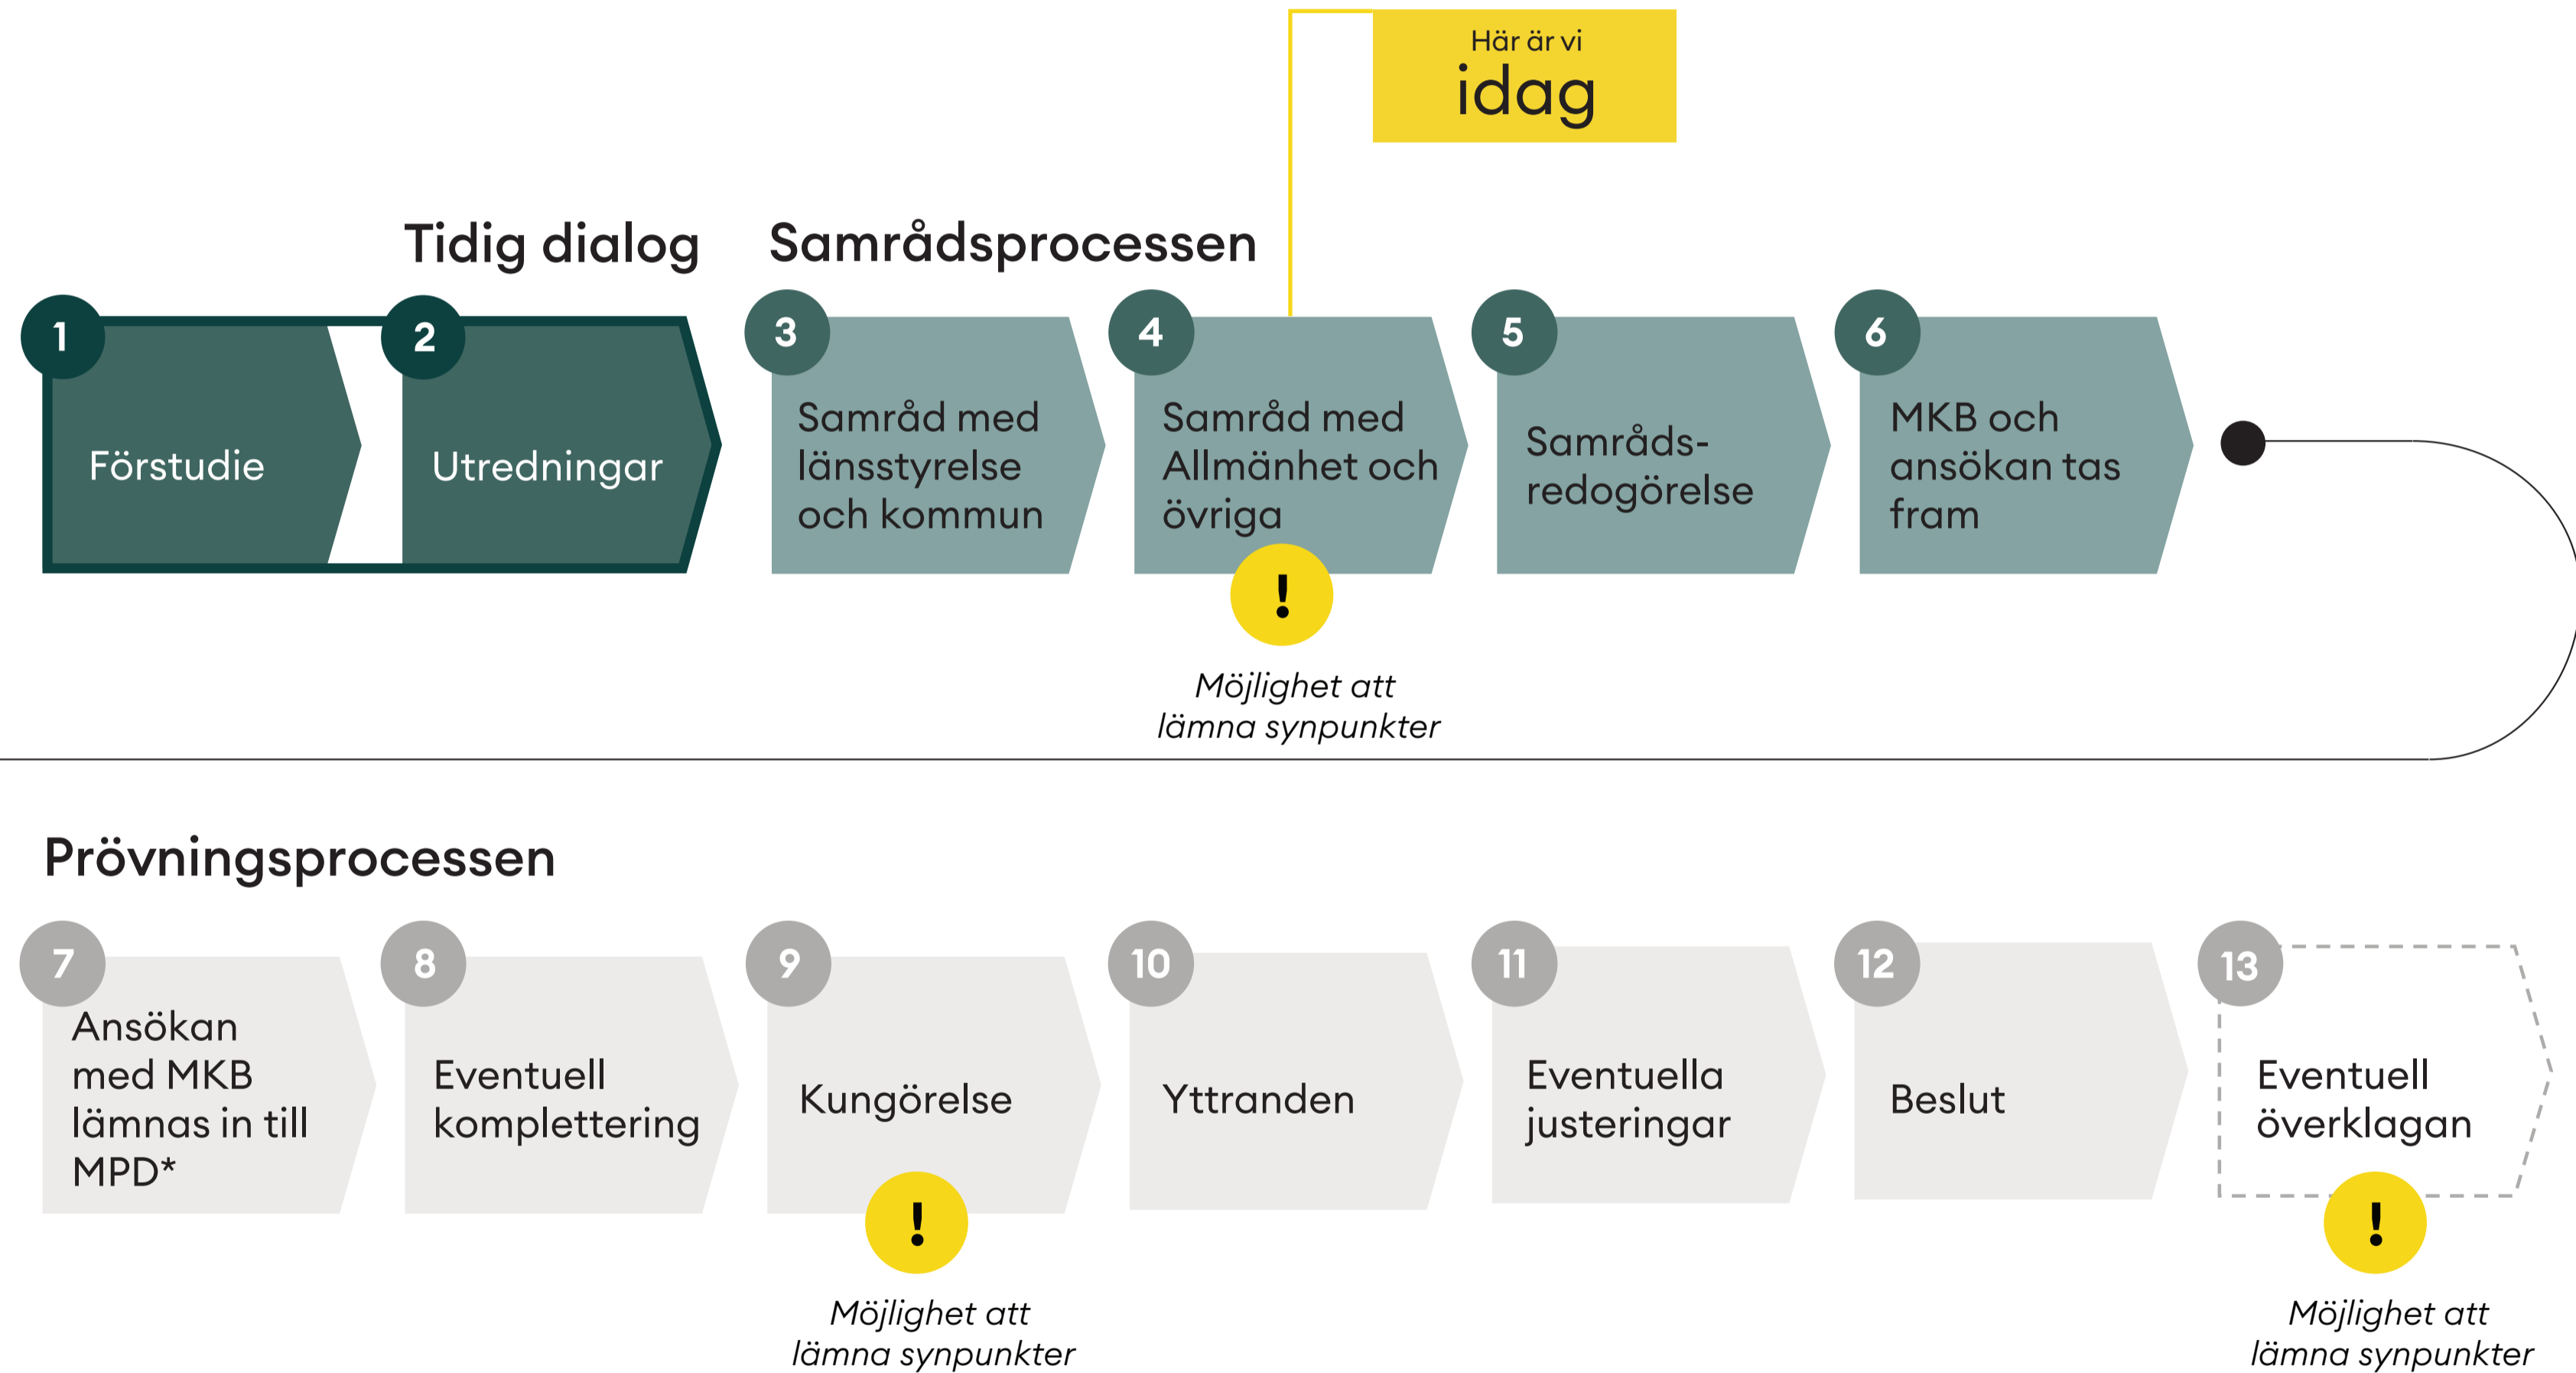 Här är vi
idag
Tidig dialog
Samrådsprocessen
1
Förstudie
2
Utredningar
3
Samråd med
länsstyrelse
och kommun
4
Samråd med
Allmänhet och
övriga
!
Möjlighet att
lämna synpunkter
5
Samråds-
redogörelse
6
MKB och
ansökan tas
fram
Prövningsprocessen
7
Ansökan
med MKB
lämnas in till
MPD*
8
Eventuell
komplettering
9
Kungörelse
!
Möjlighet att
lämna synpunkter
10
Yttranden
11
Eventuella
justeringar
12
Beslut
13
Eventuell
överklagan
!
Möjlighet att
lämna synpunkter